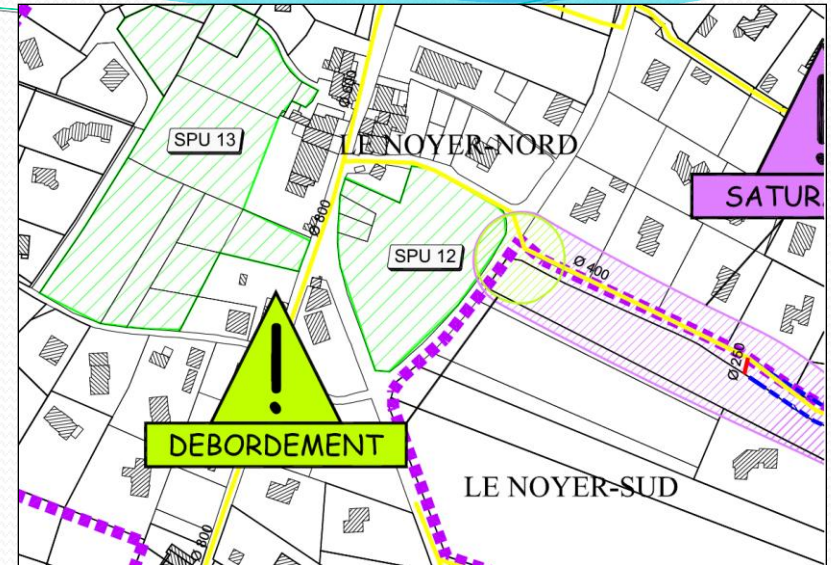 Ø 600
SPU 13
LE NOYER-NORD
SATUR
Ø 800
SPU 12
Ø 400
Ø 250
DEBORDEMENT
LE NOYER-SUD
Ø 800